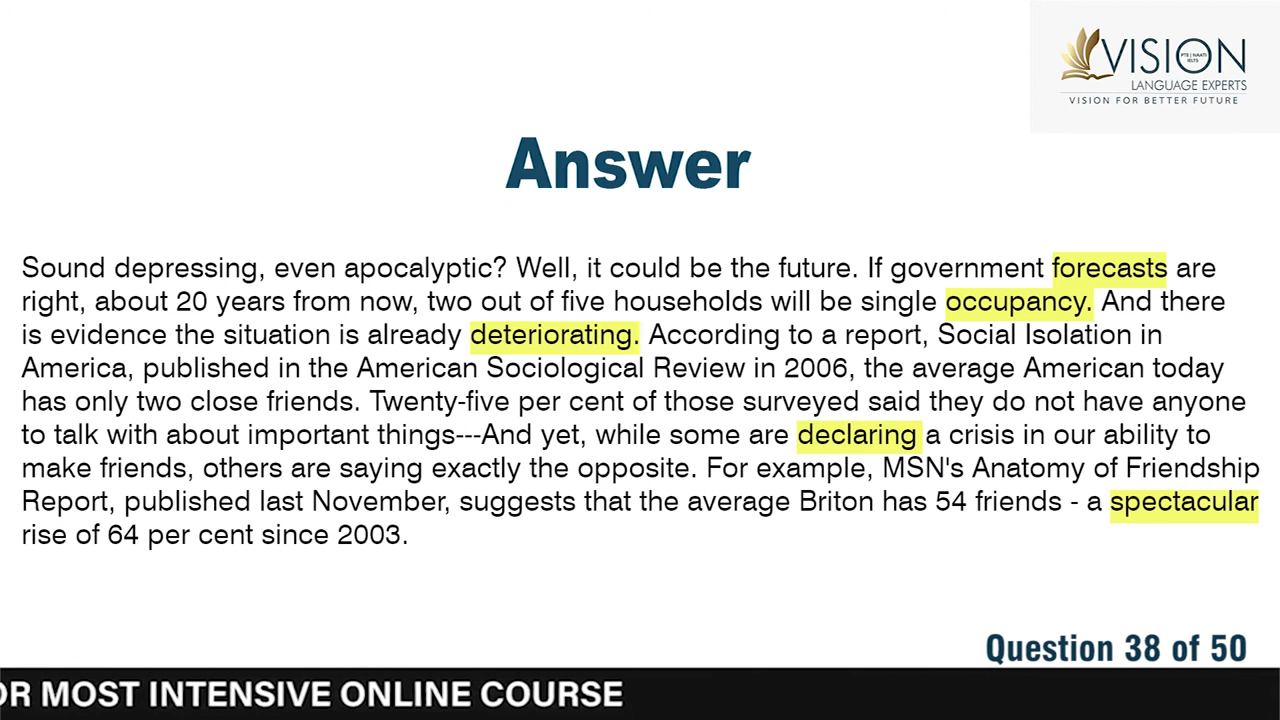 VISION
PTE | NAATI
IELTS
LANGUAGE EXPERTS
VISION FOR BETTER FUTURE
Answer
Sound depressing, even apocalyptic? Well, it could be the future. If government forecasts are
right, about 20 years from now, two out of five households will be single occupancy. And there
is evidence the situation is already deteriorating. According to a report, Social Isolation in
America, published in the American Sociological Review in 2006, the average American today
has only two close friends. Twenty-five per cent of those surveyed said they do not have anyone
to talk with about important things---And yet, while some are declaring a crisis in our ability to
make friends, others are saying exactly the opposite. For example, MSN's Anatomy of Friendship
Report, published last November, suggests that the average Briton has 54 friends - a spectacular
rise of 64 per cent since 2003.
Question 38 of 50
OR MOST INTENSIVE ONLINE COURSE